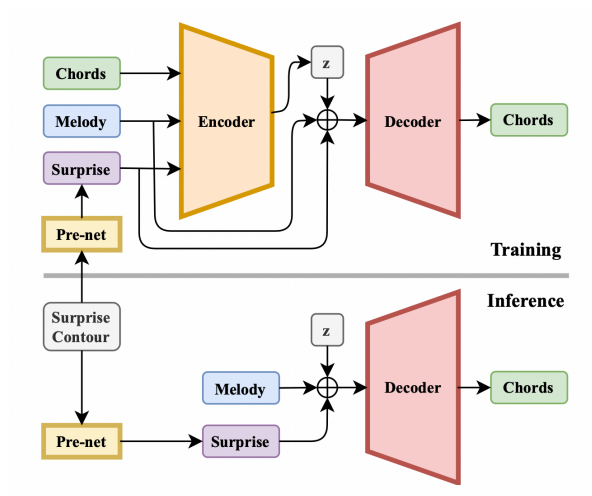 Chords
Melody
Surprise
Pre-net
Encoder
z
Decoder
Chords
Training
Inference
Surprise
Contour
Pre-net
Melody
Surprise
z
Decoder
Chords